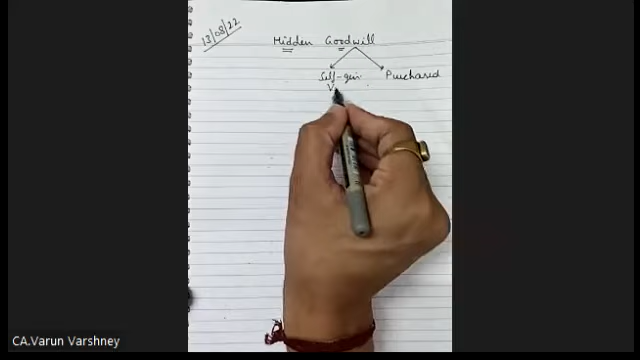 13/08/22
Hidden Goodwill
Self-gen Purchased
V
CA.Varun Varshney